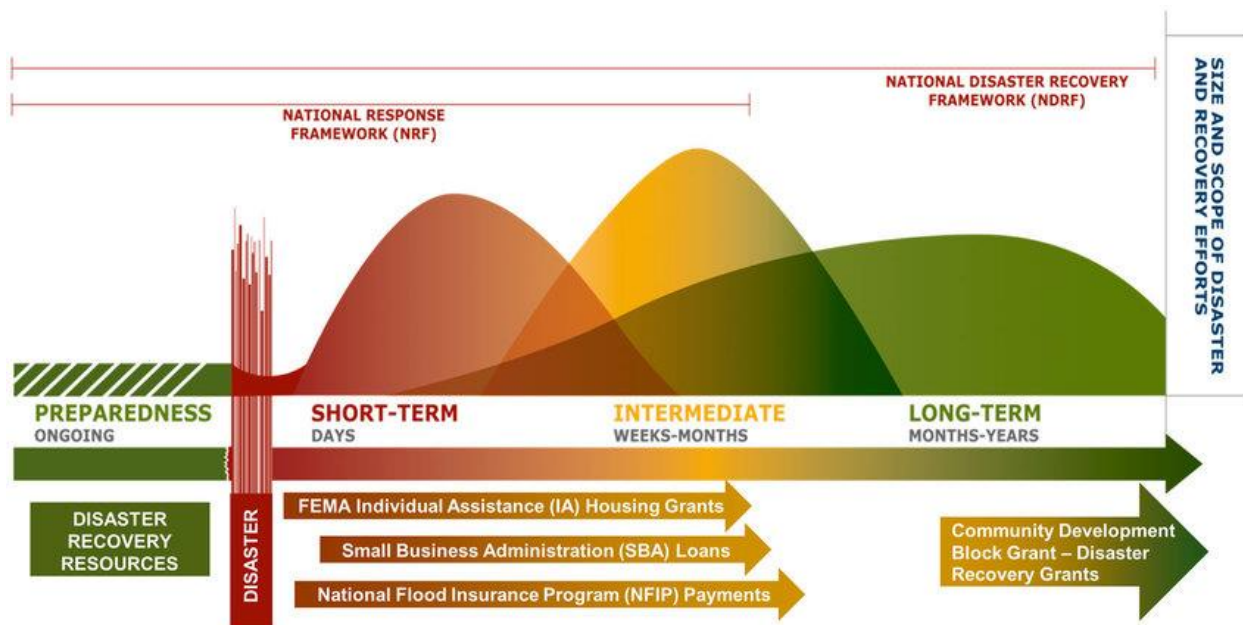 NATIONAL DISASTER RECOVERY
FRAMEWORK (NDRF)
NATIONAL RESPONSE
FRAMEWORK (NRF)
SIZE AND SCOPE OF DISASTER
AND RECOVERY EFFORTS
PREPAREDNESS
ONGOING
SHORT-TERM
DAYS
INTERMEDIATE
WEEKS-MONTHS
LONG-TERM
MONTHS-YEARS
DISASTER
RECOVERY
RESOURCES
DISASTER
FEMA Individual Assistance (IA) Housing Grants
Small Business Administration (SBA) Loans
National Flood Insurance Program (NFIP) Payments
Community Development
Block Grant – Disaster
Recovery Grants